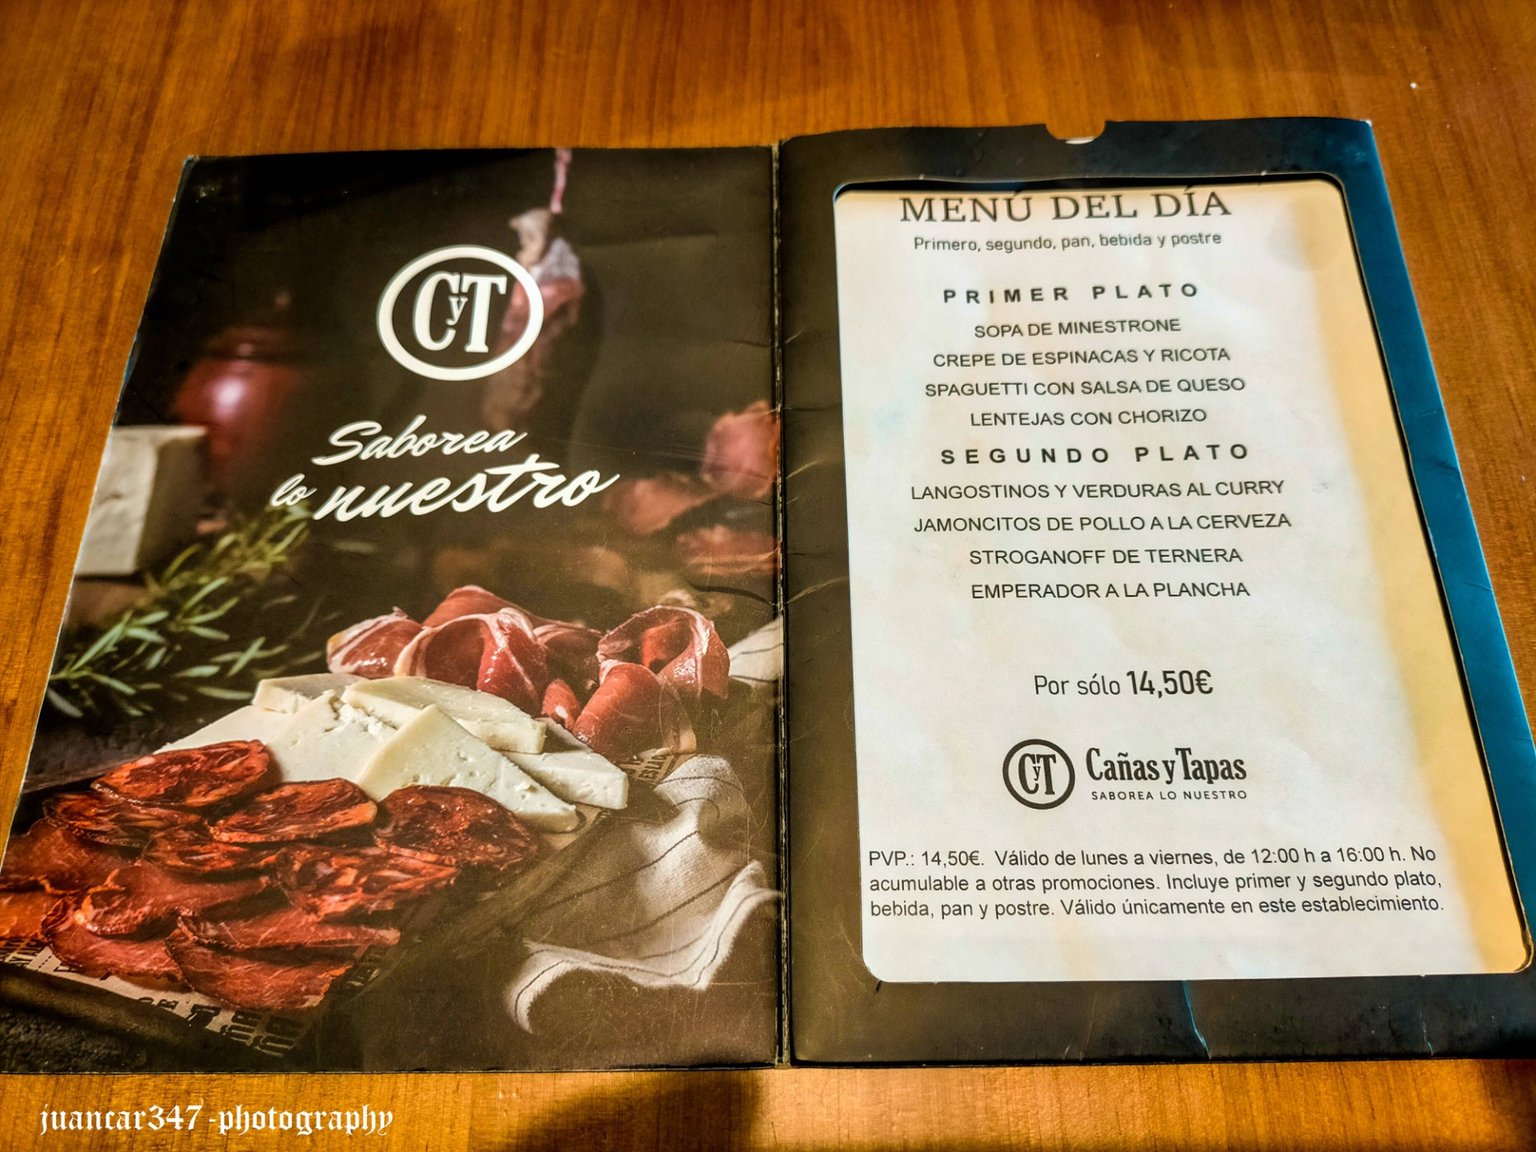 CyT
Saborea
lo nuestro
MENÚ DEL DÍA
Primero, segundo, pan, bebida y postre
PRIMER PLATO
SOPA DE MINESTRONE
CREPE DE ESPINACAS Y RICOTA
SPAGUETTI CON SALSA DE QUESO
LENTEJAS CON CHORIZO
SEGUNDO PLATO
LANGOSTINOS Y VERDURAS AL CURRY
JAMONCITOS DE POLLO A LA CERVEZA
STROGANOFF DE TERNERA
EMPERADOR A LA PLANCHA
Por sólo 14,50€
CyT Cañas y Tapas
SABOREA LO NUESTRO
PVP.: 14,50€. Válido de lunes a viernes, de 12:00 h a 16:00 h. No
acumulable a otras promociones. Incluye primer y segundo plato,
bebida, pan y postre. Válido únicamente en este establecimiento.
juancar347-photography